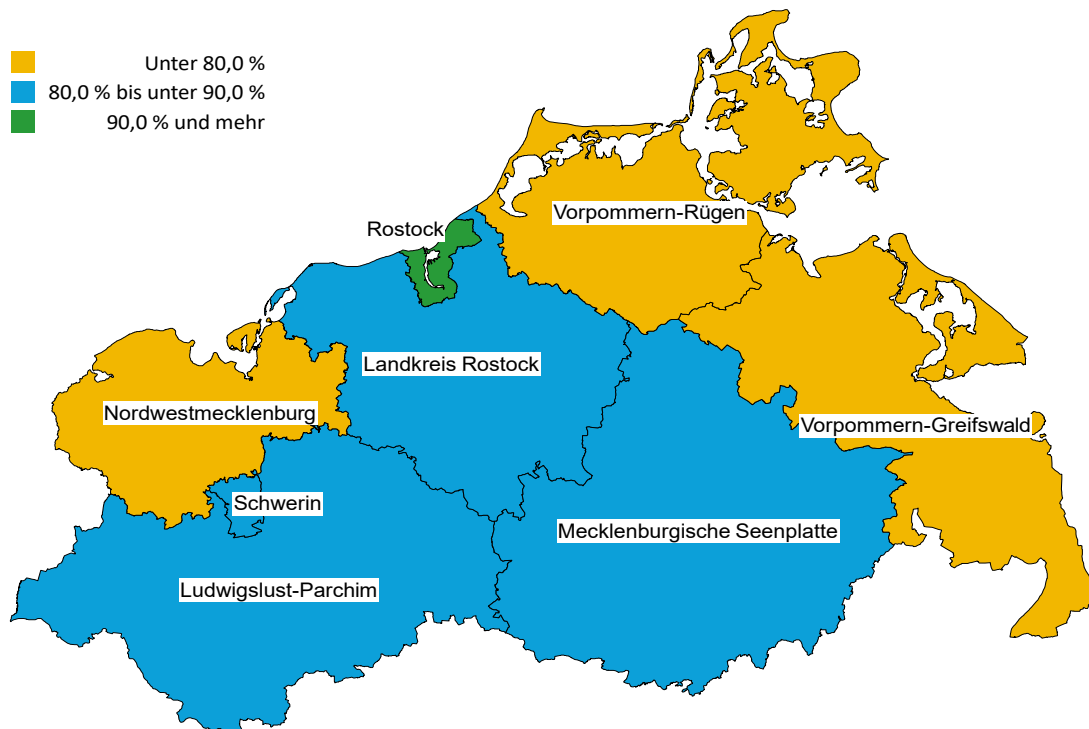 Unter 80,0 %
80,0 % bis unter 90,0 %
90,0 % und mehr
Vorpommern-Rügen
Rostock
Landkreis Rostock
Nordwestmecklenburg
Vorpommern-Greifswald
Schwerin
Mecklenburgische Seenplatte
Ludwigslust-Parchim